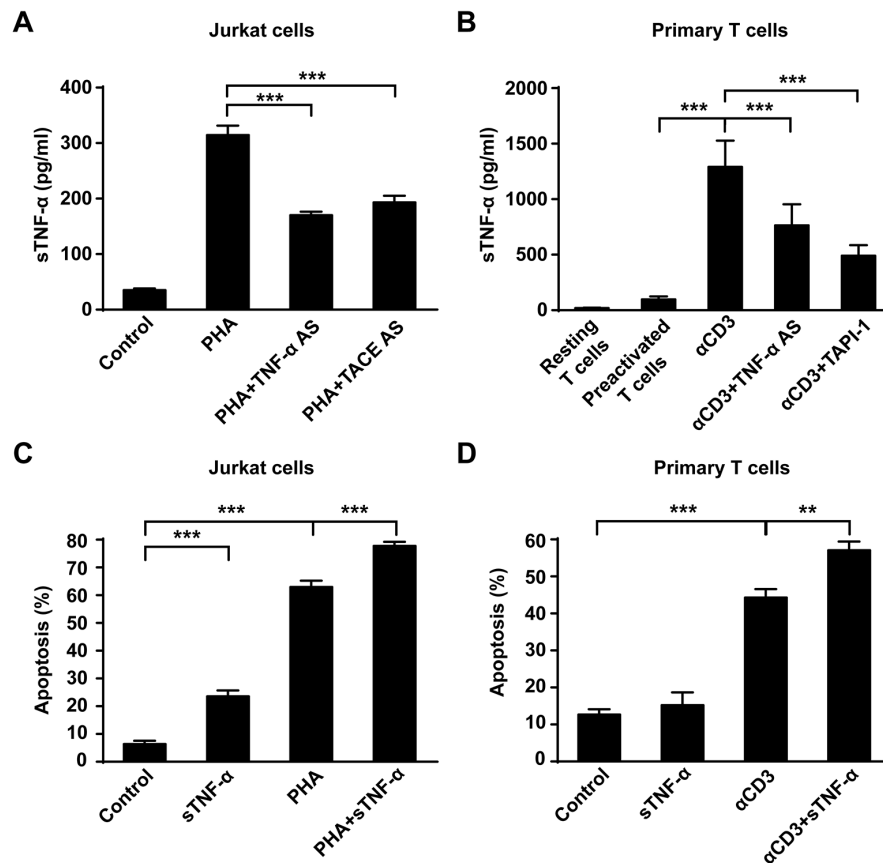 A
Jurkat cells
sTNF-α (pg/ml)
400
300
200
100
0
***
***
Control
PHA
PHA+TNF-α AS
PHA+TACE AS
B
Primary T cells
sTNF-α (pg/ml)
2000
1500
1000
500
0
***
***
***
Resting
T cells
Preactivated
T cells
αCD3
αCD3+TNF-α AS
αCD3+TAPI-1
C
Jurkat cells
Apoptosis (%)
80
70
60
50
40
30
20
10
0
***
***
***
Control
sTNF-α
PHA
PHA+sTNF-α
D
Primary T cells
Apoptosis (%)
60
50
40
30
20
10
0
***
**
Control
sTNF-α
αCD3
αCD3+sTNF-α